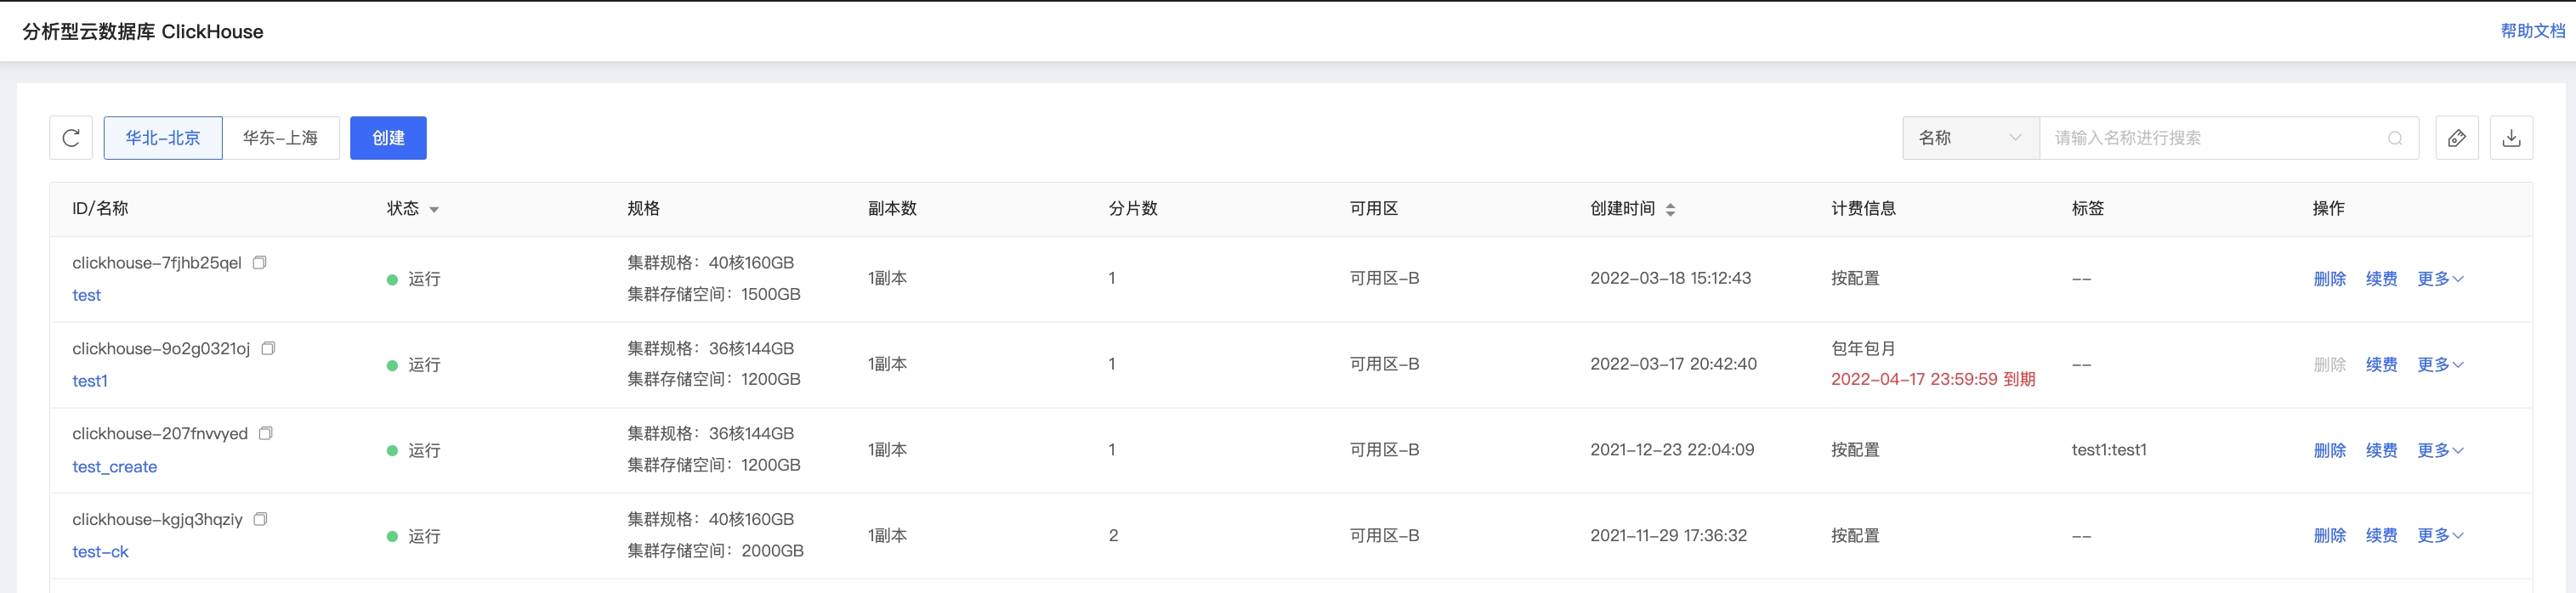 分析型云数据库 ClickHouse
帮助文档
华北-北京
华东-上海
创建
名称
请输入名称进行搜索
ID/名称 状态 规格 副本数 分片数 可用区 创建时间 计费信息 标签 操作
clickhouse-7fjhb25qel
test
运行
集群规格：40核160GB
集群存储空间：1500GB
1副本
1
可用区-B
2022-03-18 15:12:43
按配置
--
删除 续费 更多
clickhouse-9o2g0321oj
test1
运行
集群规格：36核144GB
集群存储空间：1200GB
1副本
1
可用区-B
2022-03-17 20:42:40
包年包月
2022-04-17 23:59:59 到期
--
删除 续费 更多
clickhouse-207fnvvyed
test_create
运行
集群规格：36核144GB
集群存储空间：1200GB
1副本
1
可用区-B
2021-12-23 22:04:09
按配置
test1:test1
删除 续费 更多
clickhouse-kgjq3hqziy
test-ck
运行
集群规格：40核160GB
集群存储空间：2000GB
1副本
2
可用区-B
2021-11-29 17:36:32
按配置
--
删除 续费 更多